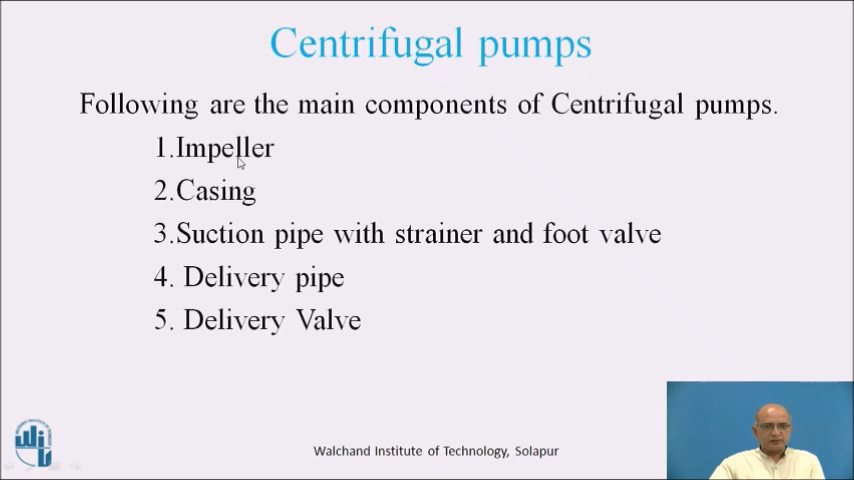 Centrifugal pumps
Following are the main components of Centrifugal pumps.
1.Impeller
2.Casing
3.Suction pipe with strainer and foot valve
4. Delivery pipe
5. Delivery Valve
Walchand Institute of Technology, Solapur